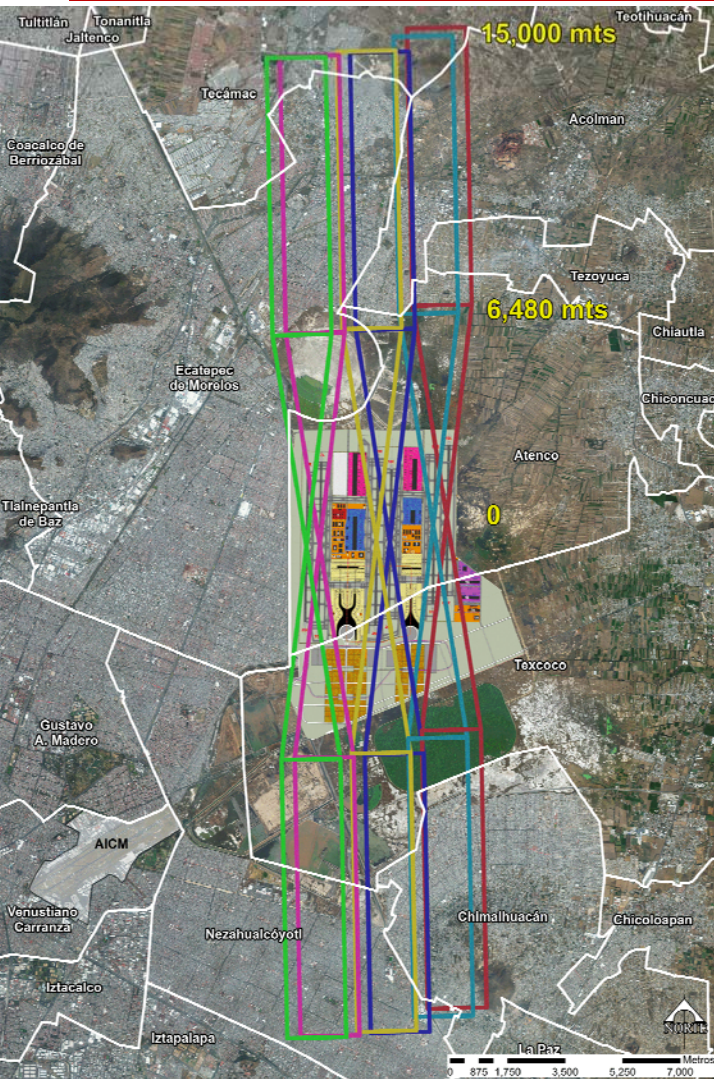 Tultitlán
Tonanitla
Jaltenco
Teotihuacán
15,000 mts
Tecámac
Acolman
Coacalco de
Berriozábal
Tezoyuca
6,480 mts
Chiautla
Ecatepec
de Morelos
Chiconcuac
Atenco
Tlalnepantla
de Baz
0
Texcoco
Gustavo
A. Madero
AICM
Venustiano
Carranza
Nezahualcóyotl
Chimalhuacán
Chicoloapan
Iztacalco
Iztapalapa
La Paz
NORTE
Metros
0 875 1,750 3,500 5,250 7,000